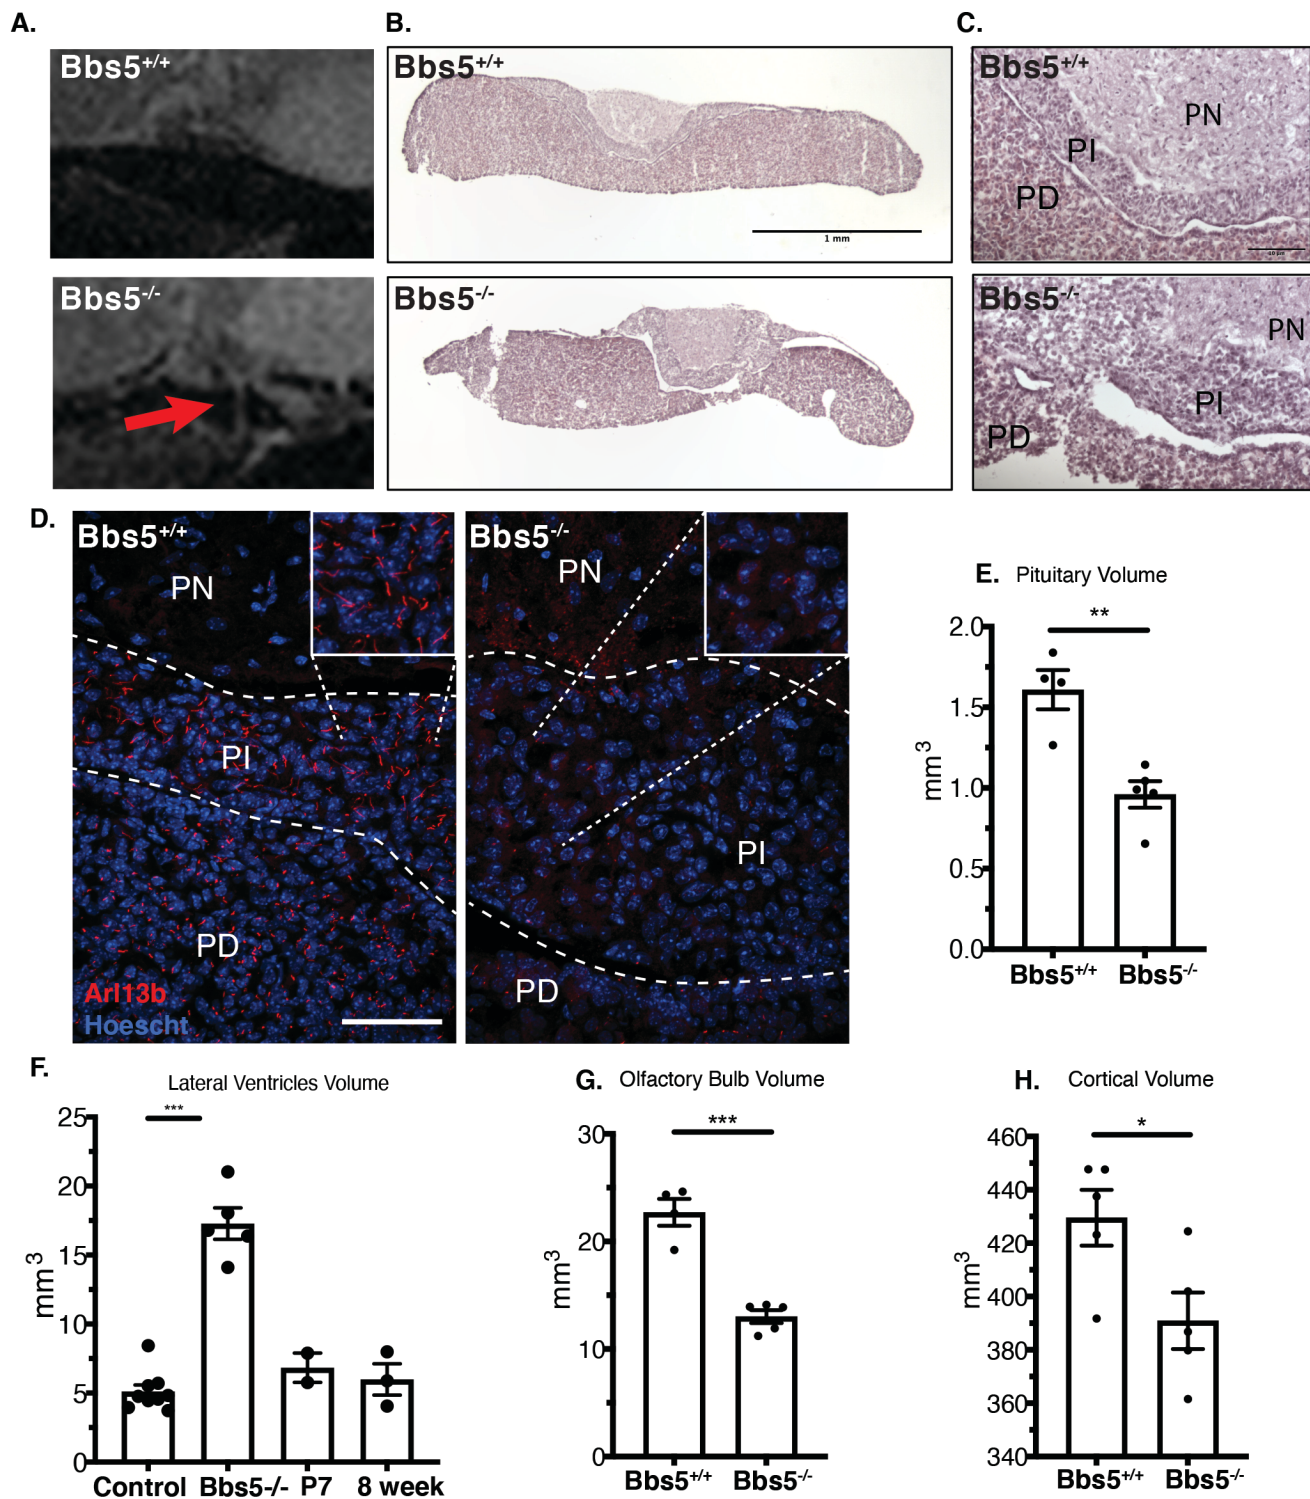 A.
Bbs5+/+
Bbs5-/-
B.
Bbs5+/+
1 mm
Bbs5-/-
C.
Bbs5+/+
PN
PI
PD
Bbs5-/-
PN
PI
PD
D.
Bbs5+/+
PN
PI
PD
Arl13b
Hoescht
Bbs5-/-
PN
PI
PD
E. Pituitary Volume
**
2.0
1.5
1.0
0.5
0.0
mm3
Bbs5+/+ Bbs5-/-
F.
Lateral Ventricles Volume
***
25
20
15
10
5
0
mm3
Control Bbs5-/- P7 8 week
G. Olfactory Bulb Volume
***
30
20
10
0
mm3
Bbs5+/+ Bbs5-/-
H. Cortical Volume
*
460
440
420
400
380
360
340
mm3
Bbs5+/+ Bbs5-/-